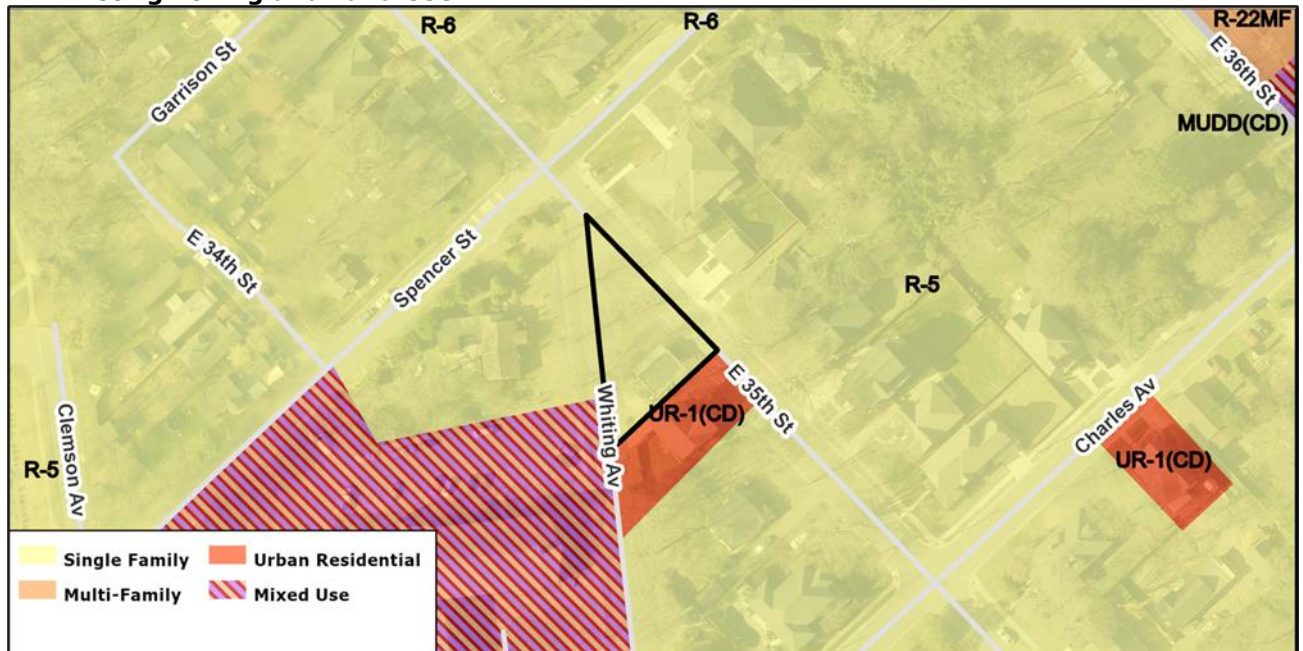 R-6
R-6
R-22MF
E 36th St
MUDD(CD)
Garrison St
E 34th St
Spencer St
R-5
Clemson Av
R-5
Whiting Av
UR-1(CD)
E 35th St
Charles Av
UR-1(CD)
Single Family
Urban Residential
Multi-Family
Mixed Use